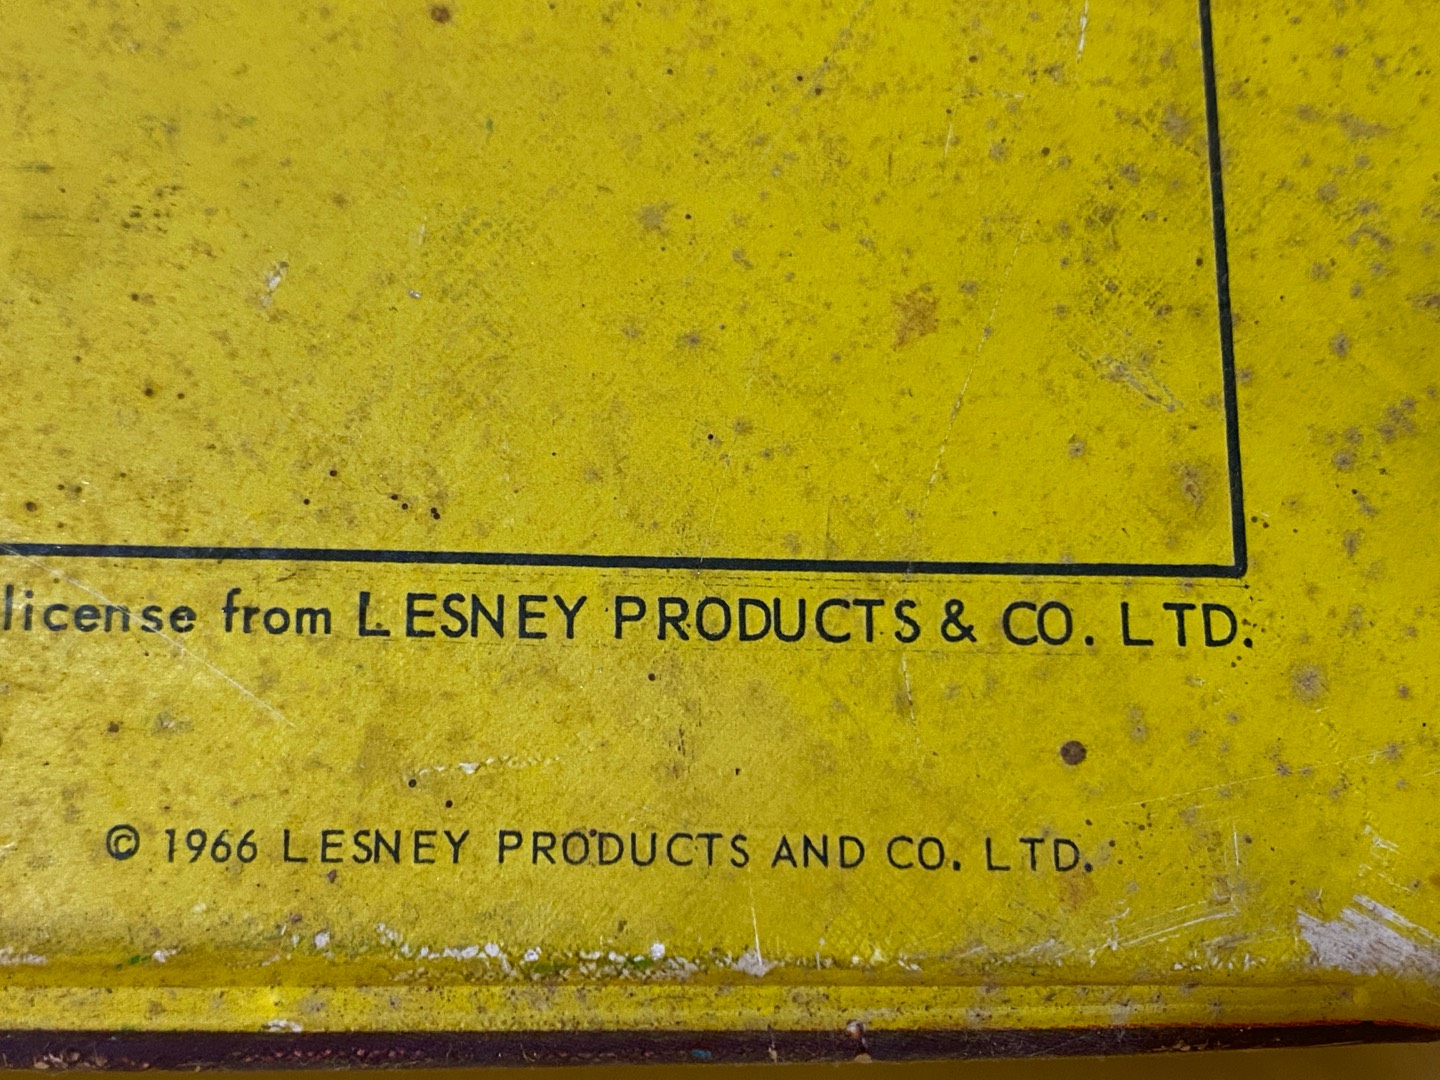 license from LESNEY PRODUCTS & CO. LTD.
© 1966 LESNEY PRODUCTS AND CO. LTD.